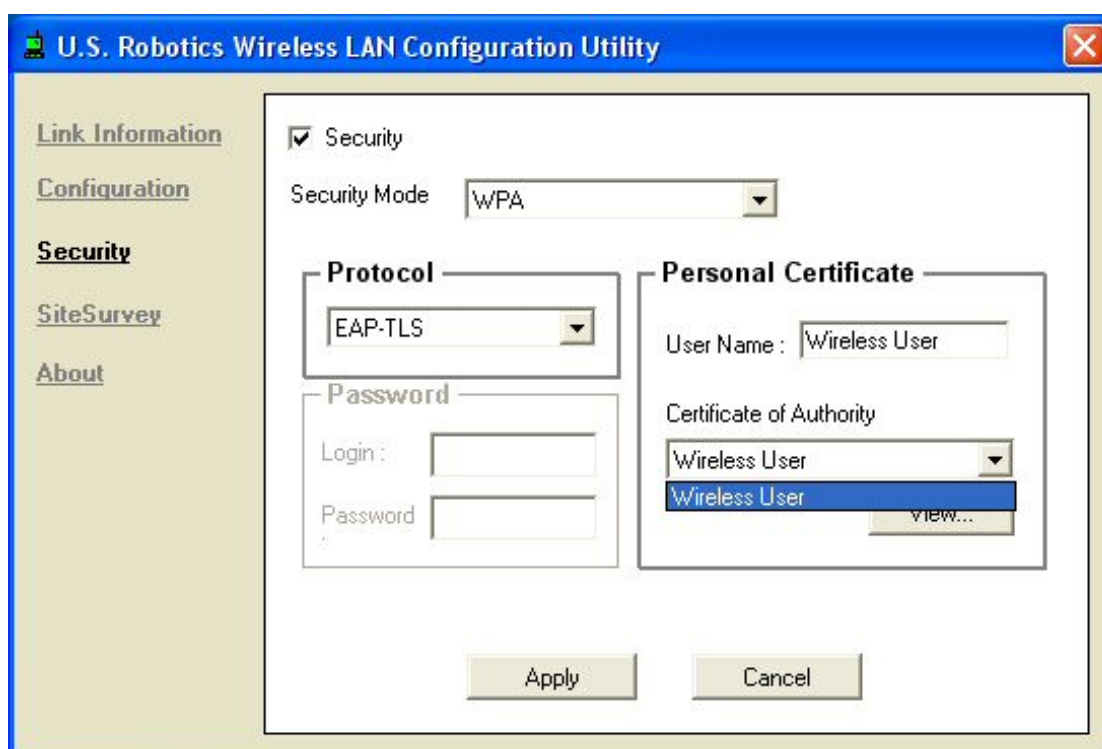 U.S. Robotics Wireless LAN Configuration Utility
Link Information
Configuration
Security
SiteSurvey
About
Security
Security Mode
WPA
Protocol
EAP-TLS
Password
Login :
Password
:
Personal Certificate
User Name :
Wireless User
Certificate of Authority
Wireless User
Wireless User
View...
Apply
Cancel